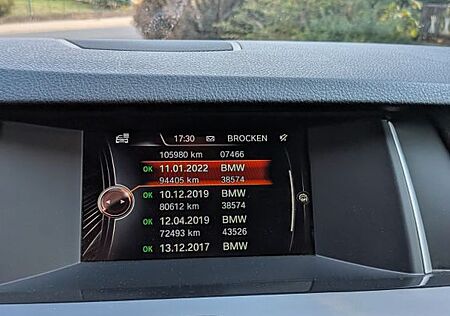 17:30 BROCKEN
105980 km 07466
OK 11.01.2022 BMW
94405 km 38574
OK 10.12.2019 BMW
80612 km 38574
OK 12.04.2019 BMW
72493 km 43526
OK 13.12.2017 BMW